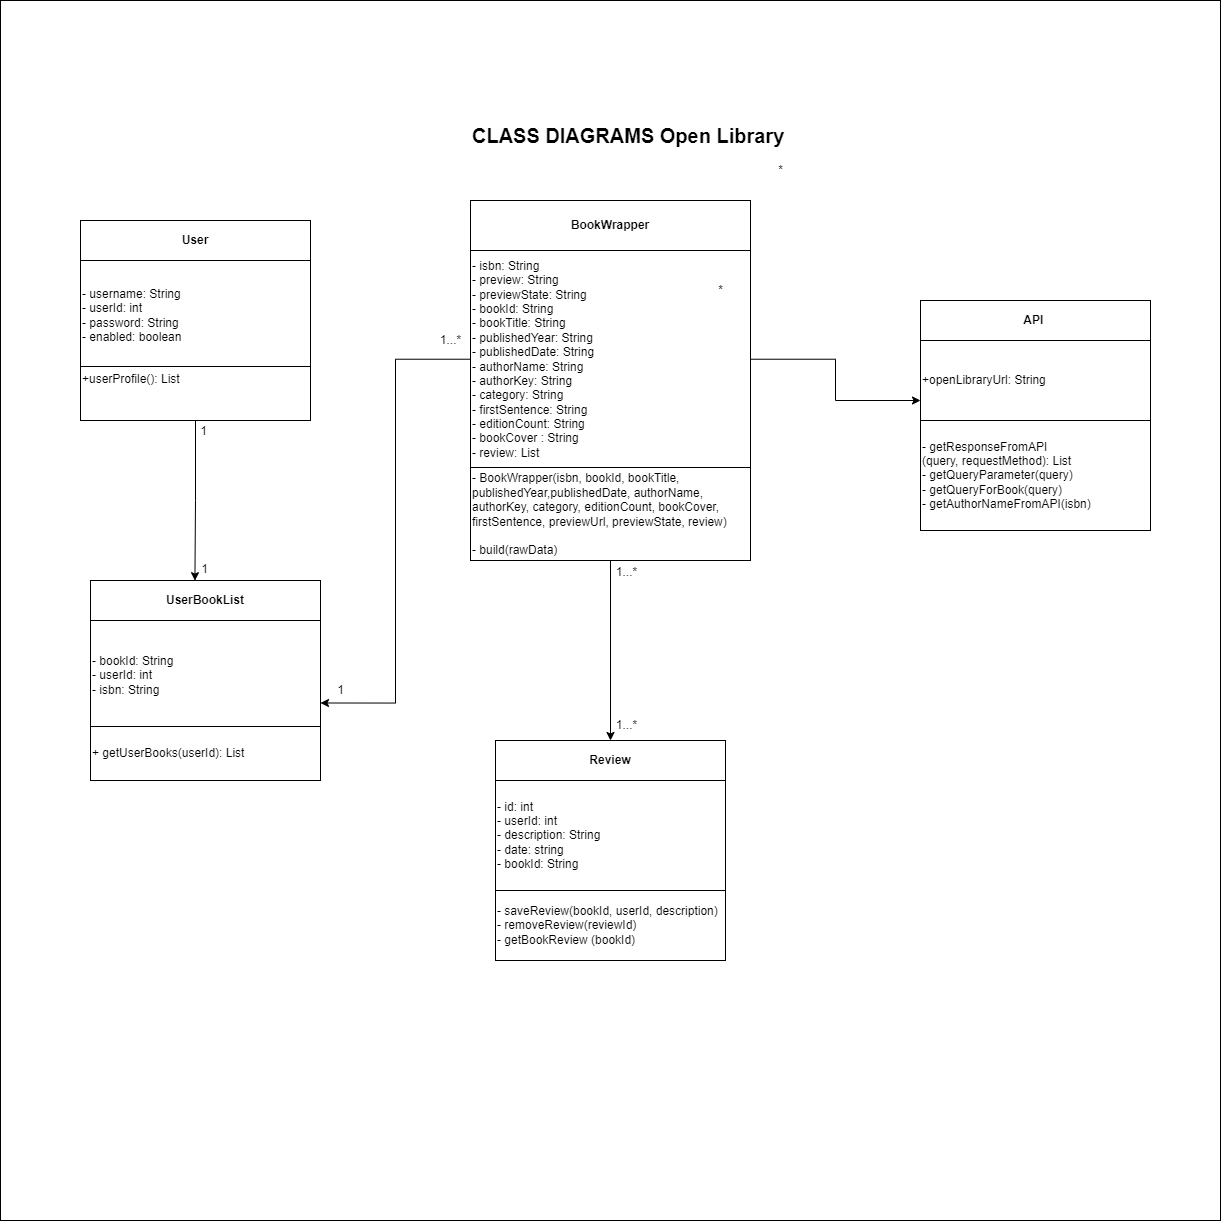 CLASS DIAGRAMS Open Library
*
User
- username: String
- userId: int
- password: String
- enabled: boolean
+userProfile(): List
1
1
UserBookList
- bookId: String
- userId: int
- isbn: String
+ getUserBooks(userId): List
1
1...*
BookWrapper
- isbn: String
- preview: String
- previewState: String
*
- bookId: String
- bookTitle: String
- publishedYear: String
- publishedDate: String
- authorName: String
- authorKey: String
- category: String
- firstSentence: String
- editionCount: String
- bookCover : String
- review: List
- BookWrapper(isbn, bookId, bookTitle,
publishedYear,publishedDate, authorName,
authorKey, category, editionCount, bookCover,
firstSentence, previewUrl, previewState, review)
- build(rawData)
1...*
1...*
Review
- id: int
- userId: int
- description: String
- date: string
- bookId: String
- saveReview(bookId, userId, description)
- removeReview(reviewId)
- getBookReview (bookId)
API
+openLibraryUrl: String
- getResponseFromAPI
(query, requestMethod): List
- getQueryParameter(query)
- getQueryForBook(query)
- getAuthorNameFromAPI(isbn)